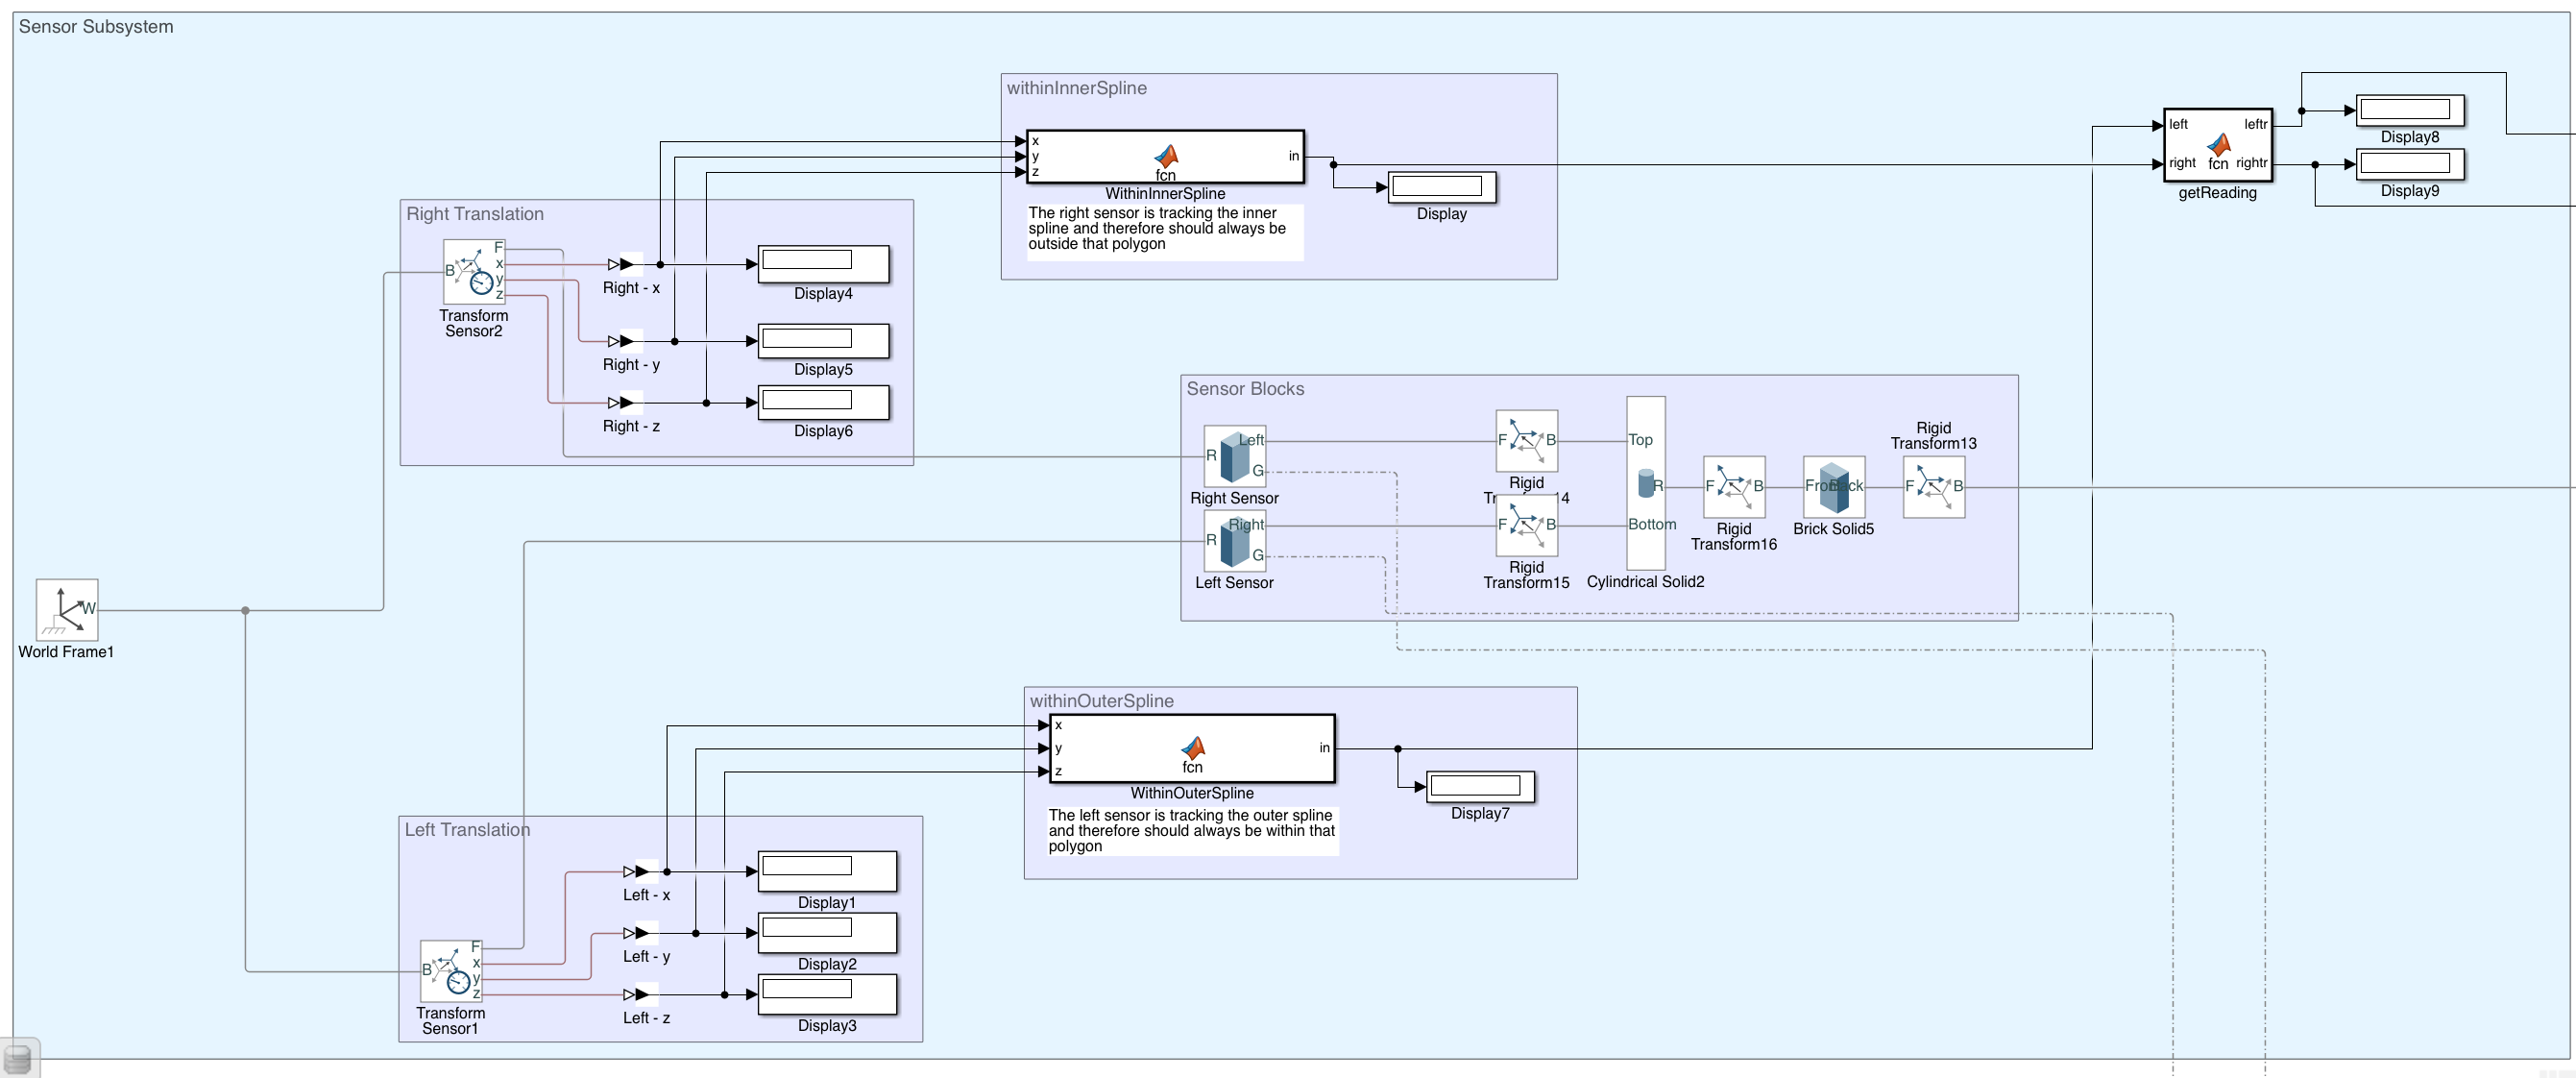 Sensor Subsystem
withinInnerSpline
x
y
z
in
fcn
WithinInnerSpline
The right sensor is tracking the inner
spline and therefore should always be
outside that polygon
Display
left
right
leftr
rightr
fcn
getReading
Display8
Display9
Right Translation
B
F
x
y
z
Transform
Sensor2
Right - x
Right - y
Right - z
Display4
Display5
Display6
Sensor Blocks
R
Left
G
Right Sensor
R
Right
G
Left Sensor
F
B
Rigid
F
B
Rigid
Transform15
Top
R
Bottom
Cylindrical Solid2
F
B
Rigid
Transform16
Front
Back
Brick Solid5
Rigid
Transform13
F
B
W
World Frame1
withinOuterSpline
x
y
z
in
fcn
WithinOuterSpline
The left sensor is tracking the outer spline
and therefore should always be within that
polygon
Display7
Left Translation
B
F
x
y
z
Transform
Sensor1
Left - x
Left - y
Left - z
Display1
Display2
Display3